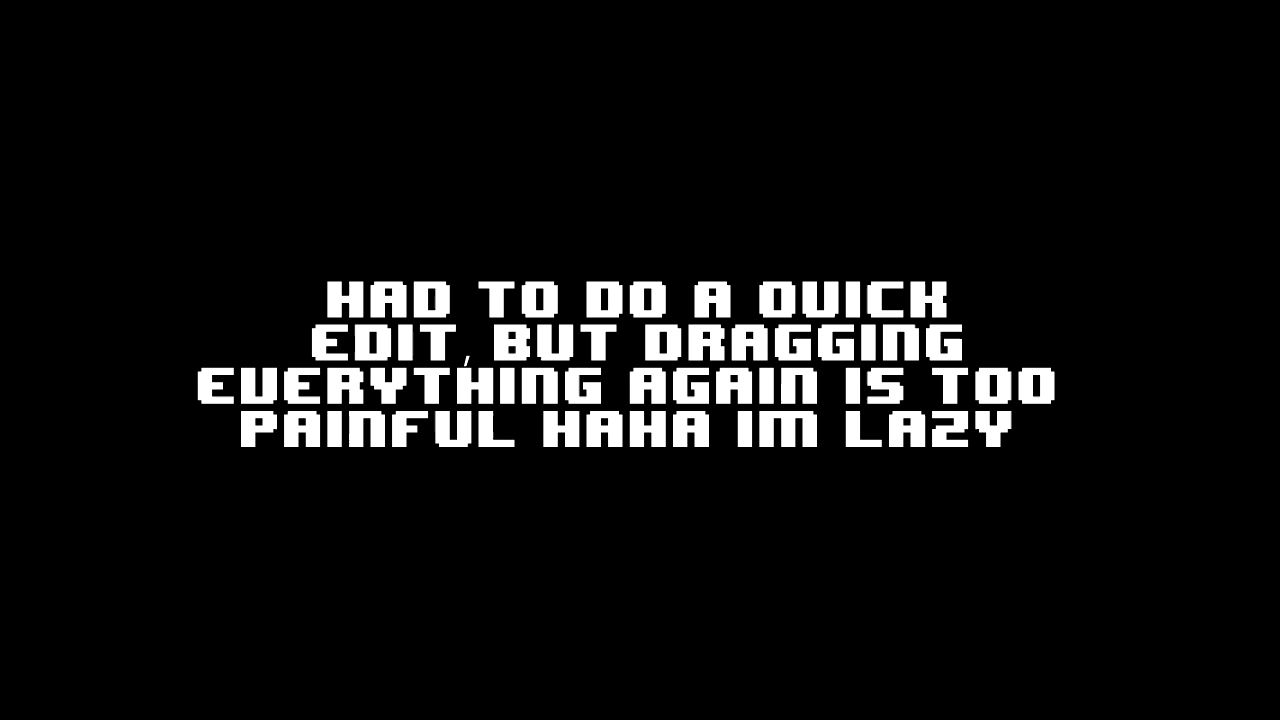 HAD TO DO A QUICK
EDIT, BUT DRAGGING
EVERYTHING AGAIN IS TOO
PAINFUL HAHA IM LAZY